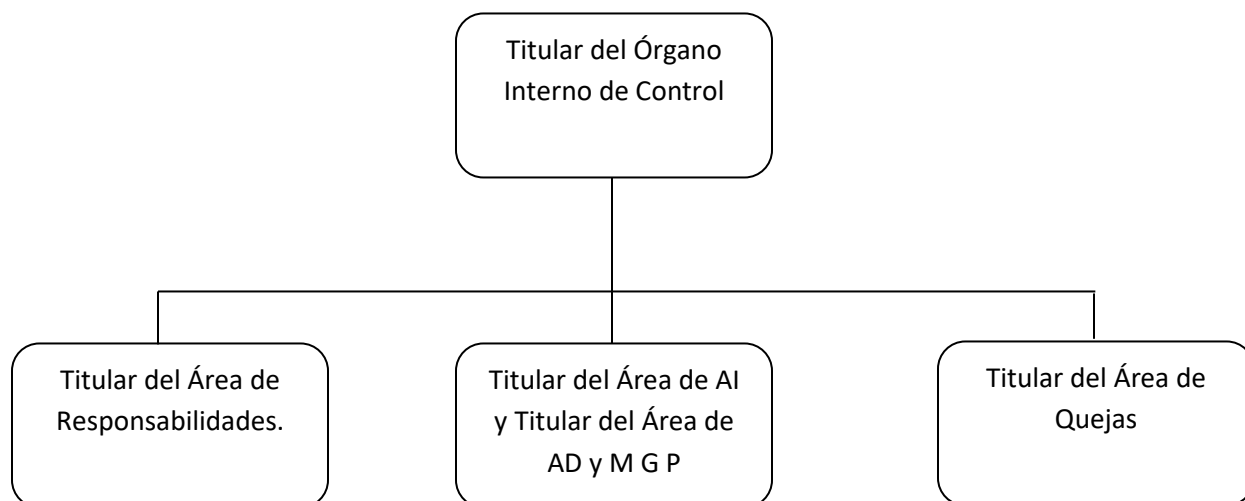 Titular del Órgano
Interno de Control
Titular del Área de
Responsabilidades.
Titular del Área de AI
y Titular del Área de
AD y M G P
Titular del Área de
Quejas